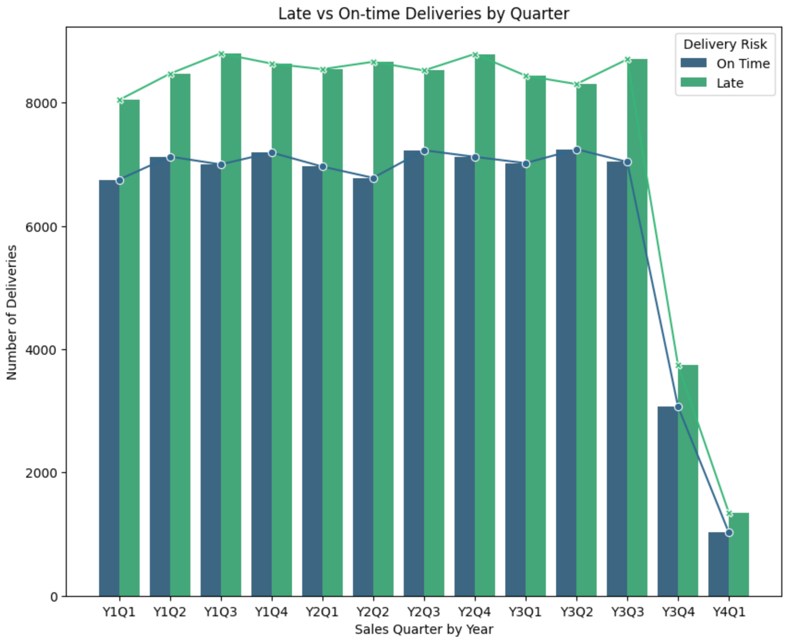 Late vs On-time Deliveries by Quarter
Delivery Risk
On Time
Late
Number of Deliveries
8000
6000
4000
2000
0
Y1Q1 Y1Q2 Y1Q3 Y1Q4 Y2Q1 Y2Q2 Y2Q3 Y2Q4 Y3Q1 Y3Q2 Y3Q3 Y3Q4 Y4Q1
Sales Quarter by Year